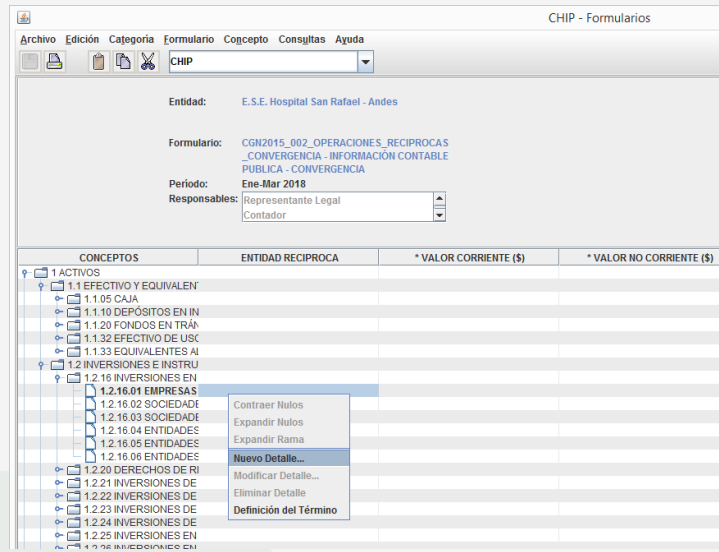 CHIP - Formularios
Archivo Edición Categoria Formulario Concepto Consultas Ayuda
CHIP
Entidad: E.S.E. Hospital San Rafael - Andes
Formulario: CGN2015_002_OPERACIONES_RECIPROCAS
_CONVERGENCIA - INFORMACIÓN CONTABLE
PUBLICA - CONVERGENCIA
Período: Ene-Mar 2018
Responsables: Representante Legal
Contador
CONCEPTOS ENTIDAD RECIPROCA * VALOR CORRIENTE ($) * VALOR NO CORRIENTE ($)
1 ACTIVOS
1.1 EFECTIVO Y EQUIVALEN
1.1.05 CAJA
1.1.10 DEPÓSITOS EN IN
1.1.20 FONDOS EN TRÁN
1.1.32 EFECTIVO DE USO
1.1.33 EQUIVALENTES AL
1.2 INVERSIONES E INSTRU
1.2.16 INVERSIONES EN
1.2.16.01 EMPRESAS
1.2.16.02 SOCIEDADE
1.2.16.03 SOCIEDADE
1.2.16.04 ENTIDADES
1.2.16.05 ENTIDADES
1.2.16.06 ENTIDADES
1.2.20 DERECHOS DE RE
1.2.21 INVERSIONES DE
1.2.22 INVERSIONES DE
1.2.23 INVERSIONES DE
1.2.24 INVERSIONES DE
1.2.25 INVERSIONES EN
1.2.26 INVERSIONES EN
Contraer Nulos
Expandir Nulos
Expandir Rama
Nuevo Detalle...
Modificar Detalle...
Eliminar Detalle
Definición del Término